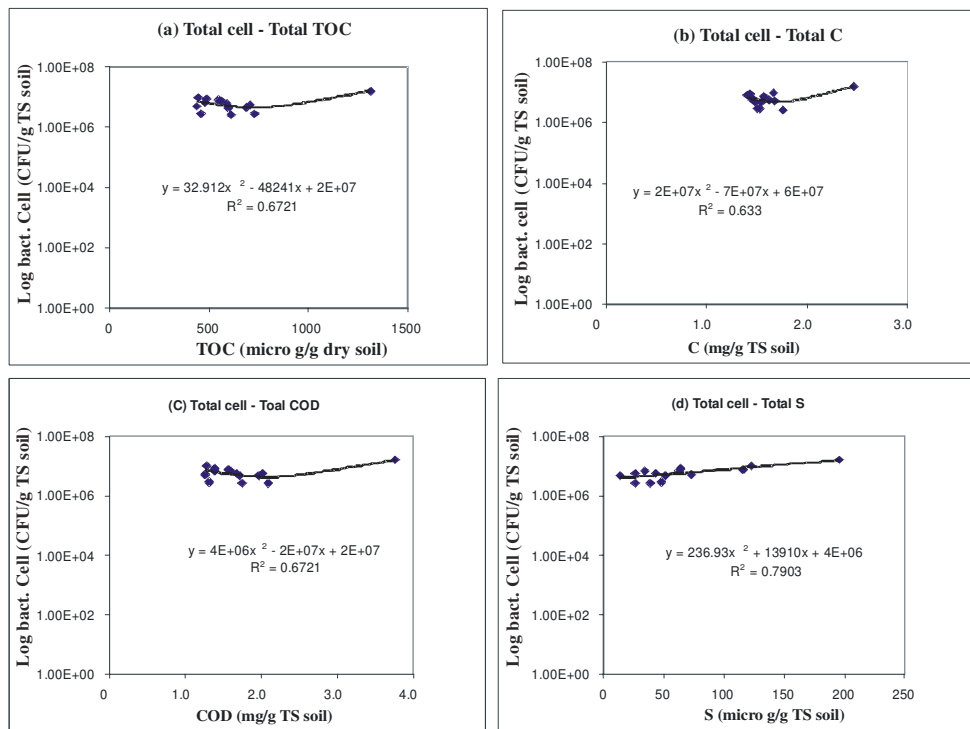 (a) Total cell - Total TOC
Log bact. Cell (CFU/g TS soil)
1.00E+08
1.00E+06
1.00E+04
1.00E+02
1.00E+00
y = 32.912x 2 - 48241x + 2E+07
R2 = 0.6721
0 500 1000 1500
TOC (micro g/g dry soil)
(b) Total cell - Total C
Log bact. cell (CFU/g TS soil)
1.00E+08
1.00E+06
1.00E+04
1.00E+02
1.00E+00
y = 2E+07x2 - 7E+07x + 6E+07
R2 = 0.633
0 1.0 2.0 3.0
C (mg/g TS soil)
(C) Total cell - Toal COD
Log bact. Cell (CFU/g TS soil)
1.00E+08
1.00E+06
1.00E+04
1.00E+02
1.00E+00
y = 4E+06x 2 - 2E+07x + 2E+07
R2 = 0.6721
0 1.0 2.0 3.0 4.0
COD (mg/g TS soil)
(d) Total cell - Total S
Log bact. Cell (CFU/g TS soil)
1.00E+08
1.00E+06
1.00E+04
1.00E+02
1.00E+00
y = 236.93x 2 + 13910x + 4E+06
R2 = 0.7903
0 50 100 150 200 250
S (micro g/g TS soil)